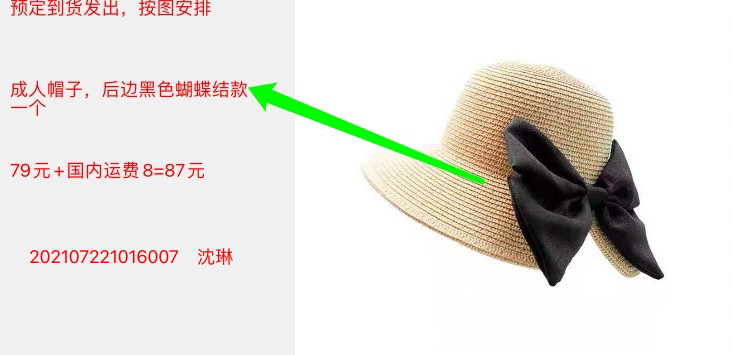 预定到货发出，按图安排
成人帽子，后边黑色蝴蝶结款
一个
79元+国内运费8=87元
202107221016007 沈琳